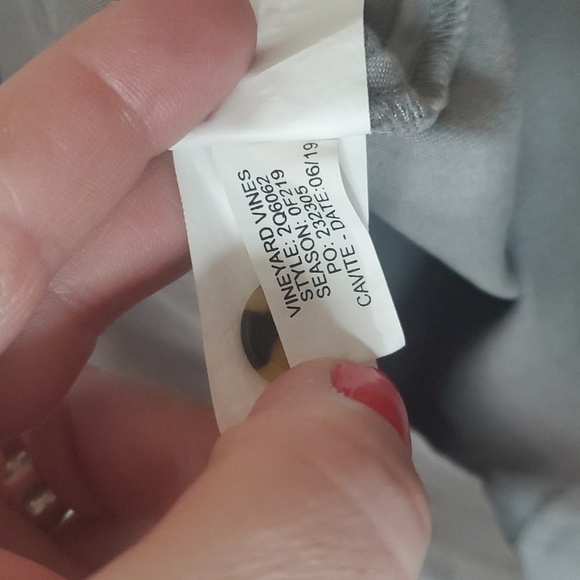 VINEYARD VINES
STYLE: 2Q6062
SEASON: 0F219
PO: 232305
CAVITE - DATE:06/19